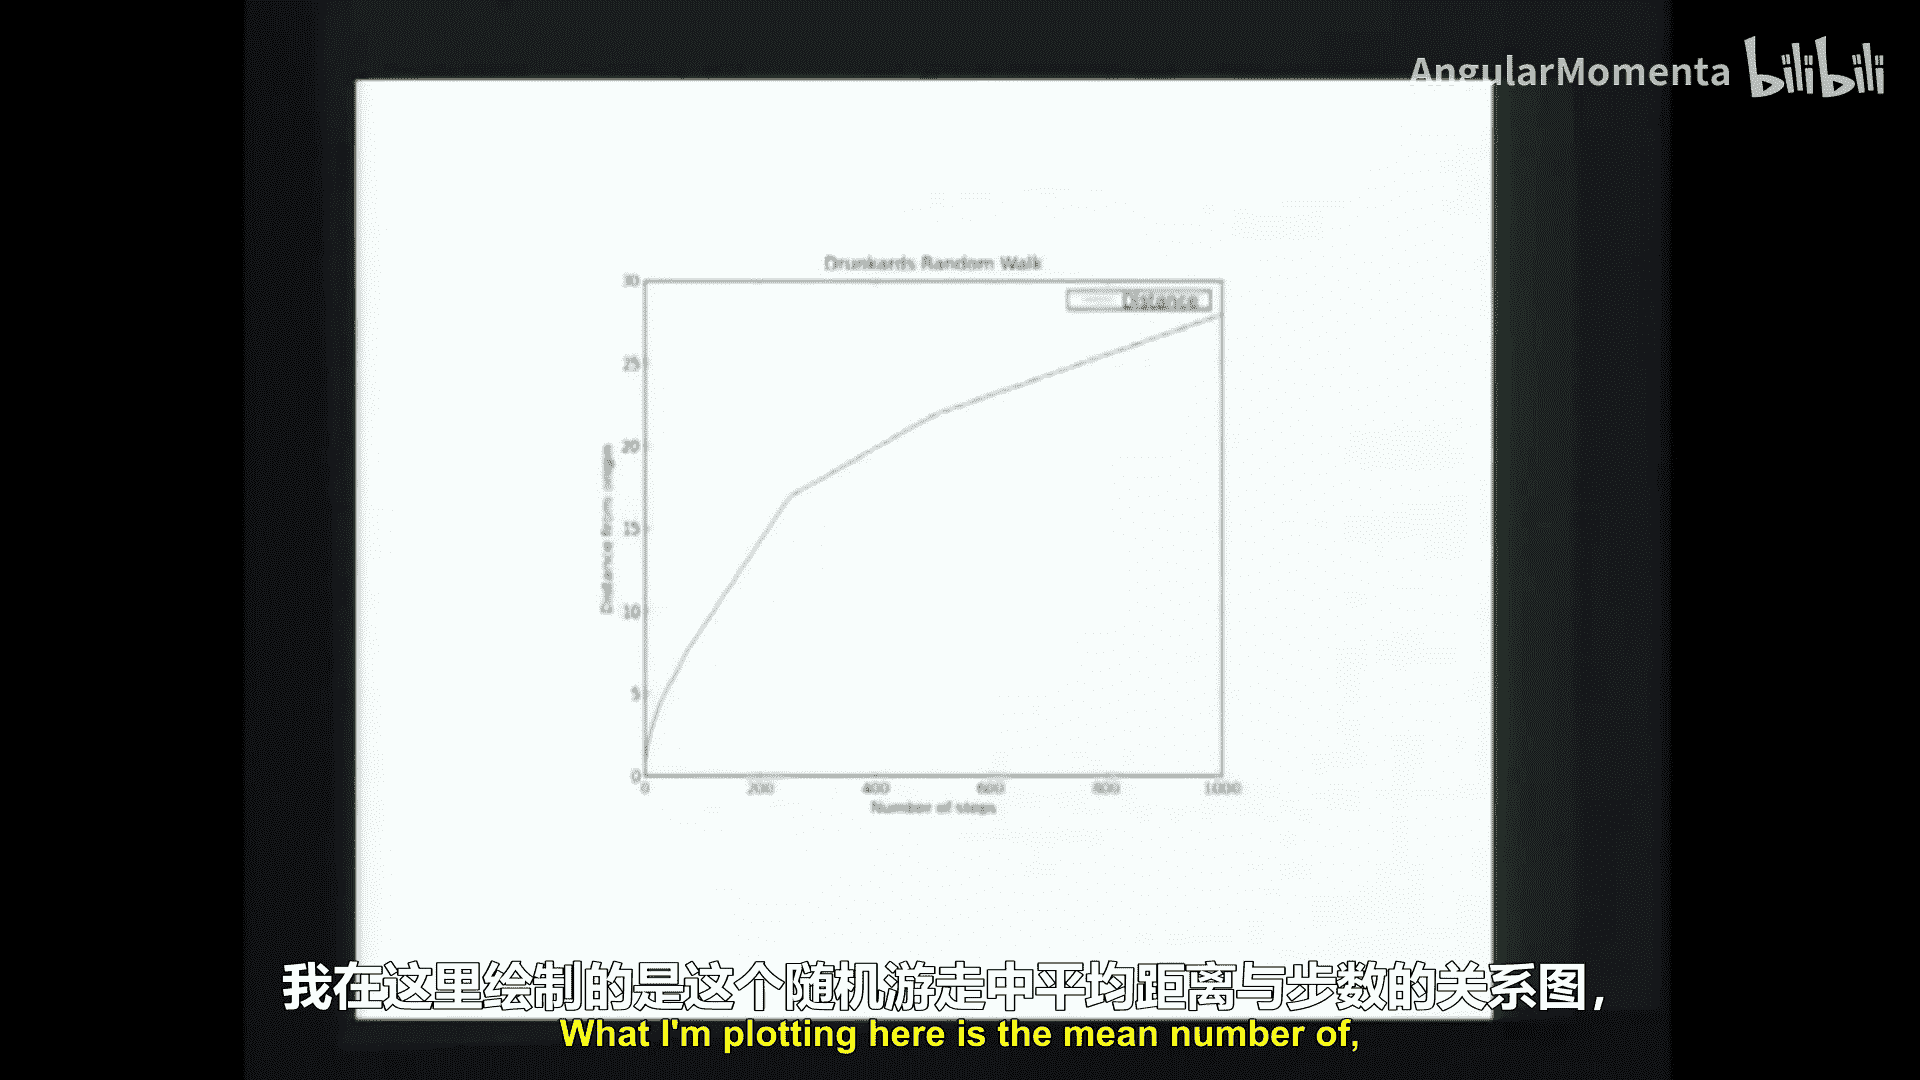 AngularMomenta bilibili
Drunkards Random Walk
Distance
30
25
20
15
10
5
0
Distance from origin
0 200 400 600 800 1000
Number of steps
我在这里绘制的是这个随机游走中平均距离与步数的关系图，
What I'm plotting here is the mean number of,